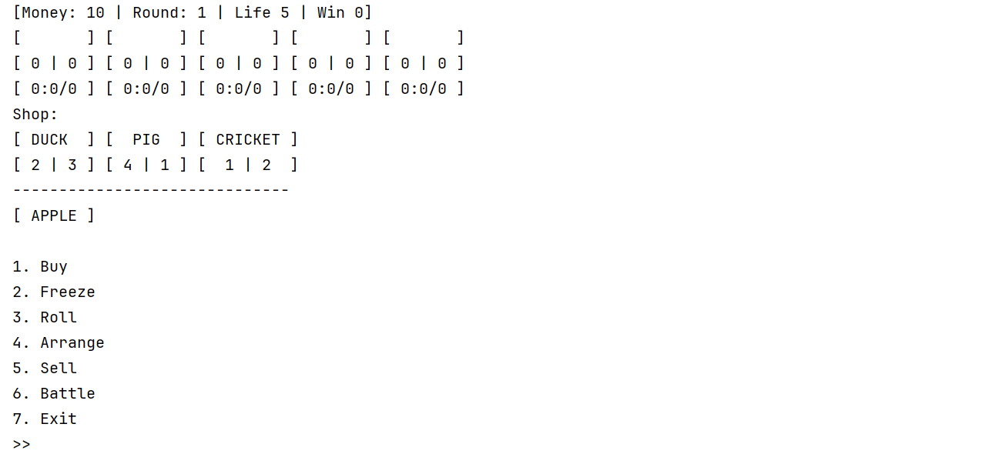 [Money: 10 | Round: 1 | Life 5 | Win 0]
[       ] [       ] [       ] [       ] [       ]
[ 0 | 0 ] [ 0 | 0 ] [ 0 | 0 ] [ 0 | 0 ] [ 0 | 0 ]
[ 0:0/0 ] [ 0:0/0 ] [ 0:0/0 ] [ 0:0/0 ] [ 0:0/0 ]
Shop:
[ DUCK  ] [  PIG  ] [ CRICKET ]
[ 2 | 3 ] [ 4 | 1 ] [  1 | 2  ]
------------------------------
[ APPLE ]

1. Buy
2. Freeze
3. Roll
4. Arrange
5. Sell
6. Battle
7. Exit
>>